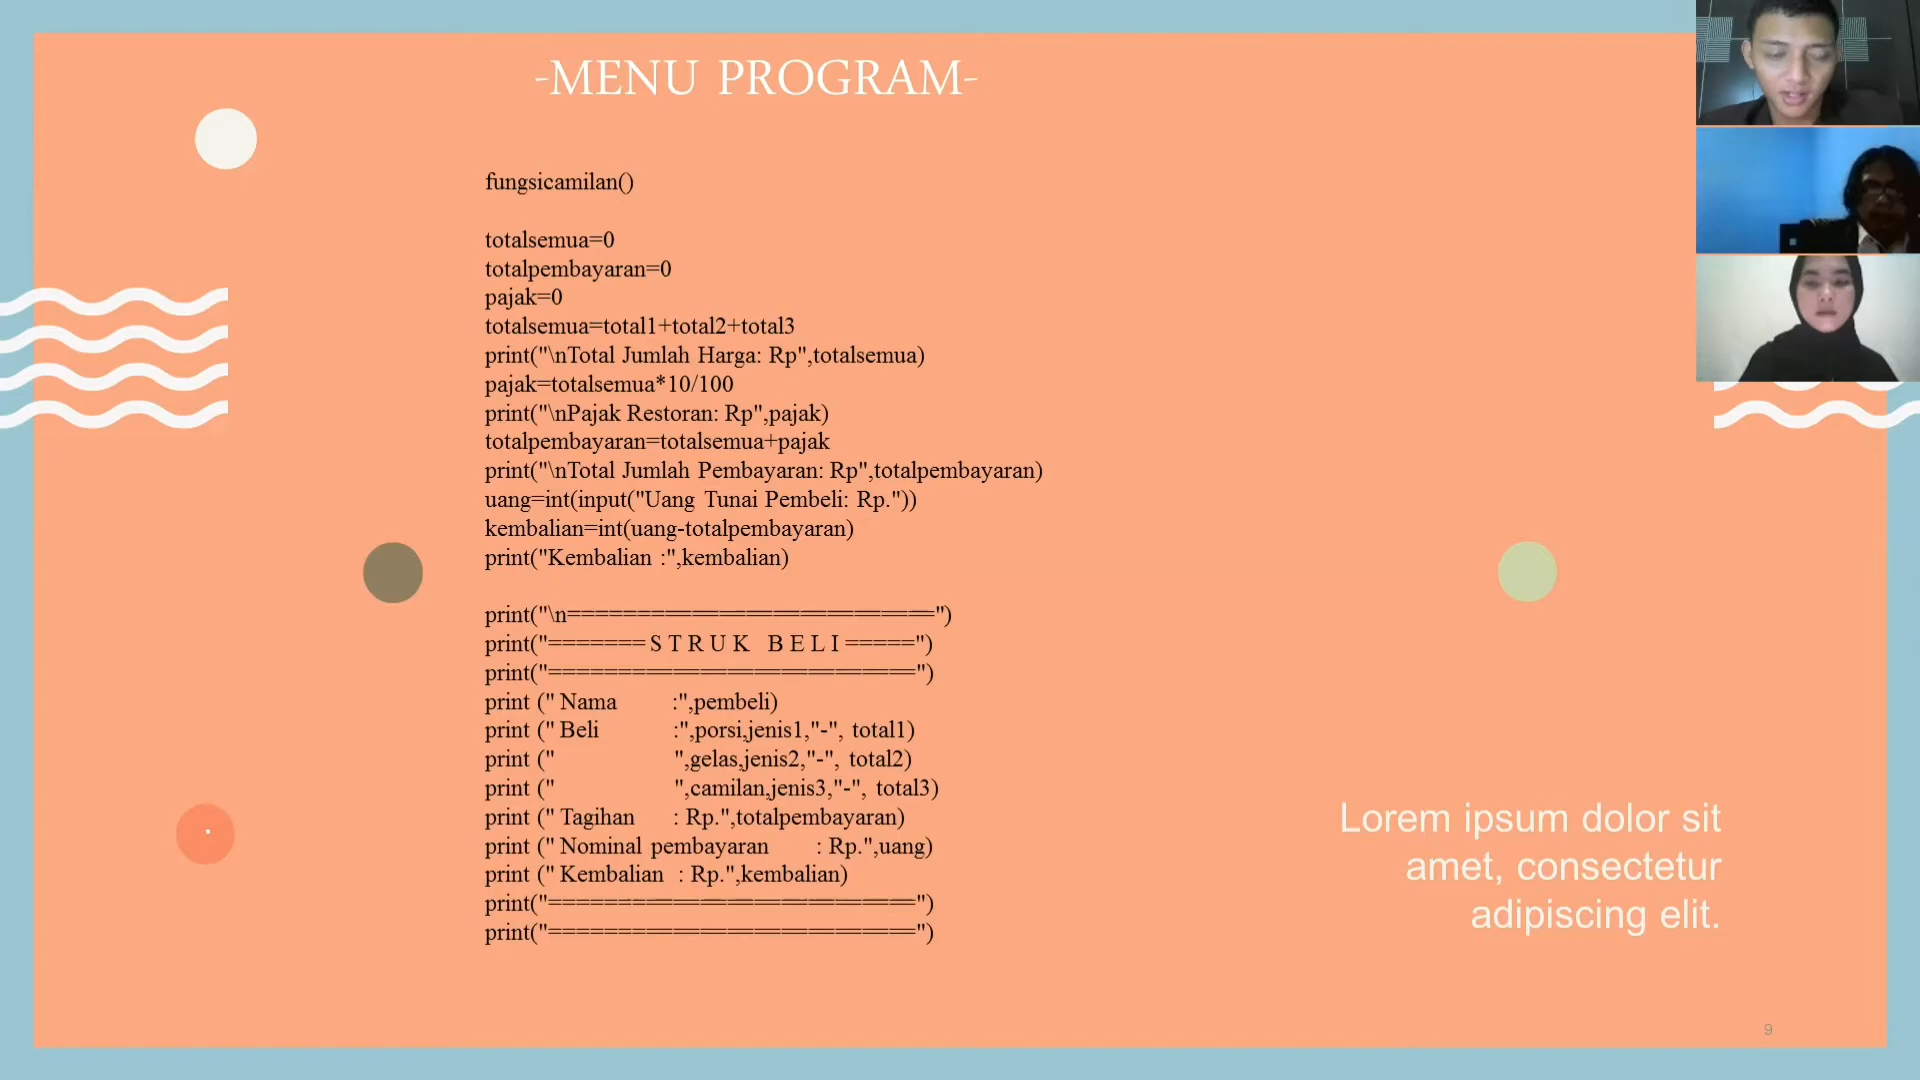 -MENU PROGRAM-
fungsicamilan()
totalsemua=0
totalpembayaran=0
pajak=0
totalsemua=total1+total2+total3
print("\nTotal Jumlah Harga: Rp",totalsemua)
pajak=totalsemua*10/100
print("\nPajak Restoran: Rp",pajak)
totalpembayaran=totalsemua+pajak
print("\nTotal Jumlah Pembayaran: Rp",totalpembayaran)
uang=int(input("Uang Tunai Pembeli: Rp."))
kembalian=int(uang-totalpembayaran)
print("Kembalian :",kembalian)
print("\n==========================")
print("=======S T R U K   B E L I =====")
print("==========================")
print (" Nama        :",pembeli)
print (" Beli           :",porsi,jenis1,"-", total1)
print ("                 ",gelas,jenis2,"-", total2)
print ("                 ",camilan,jenis3,"-", total3)
print (" Tagihan      : Rp.",totalpembayaran)
print (" Nominal pembayaran       : Rp.",uang)
print (" Kembalian  : Rp.",kembalian)
print("==========================")
print("==========================")
Lorem ipsum dolor sit
amet, consectetur
adipiscing elit.
9